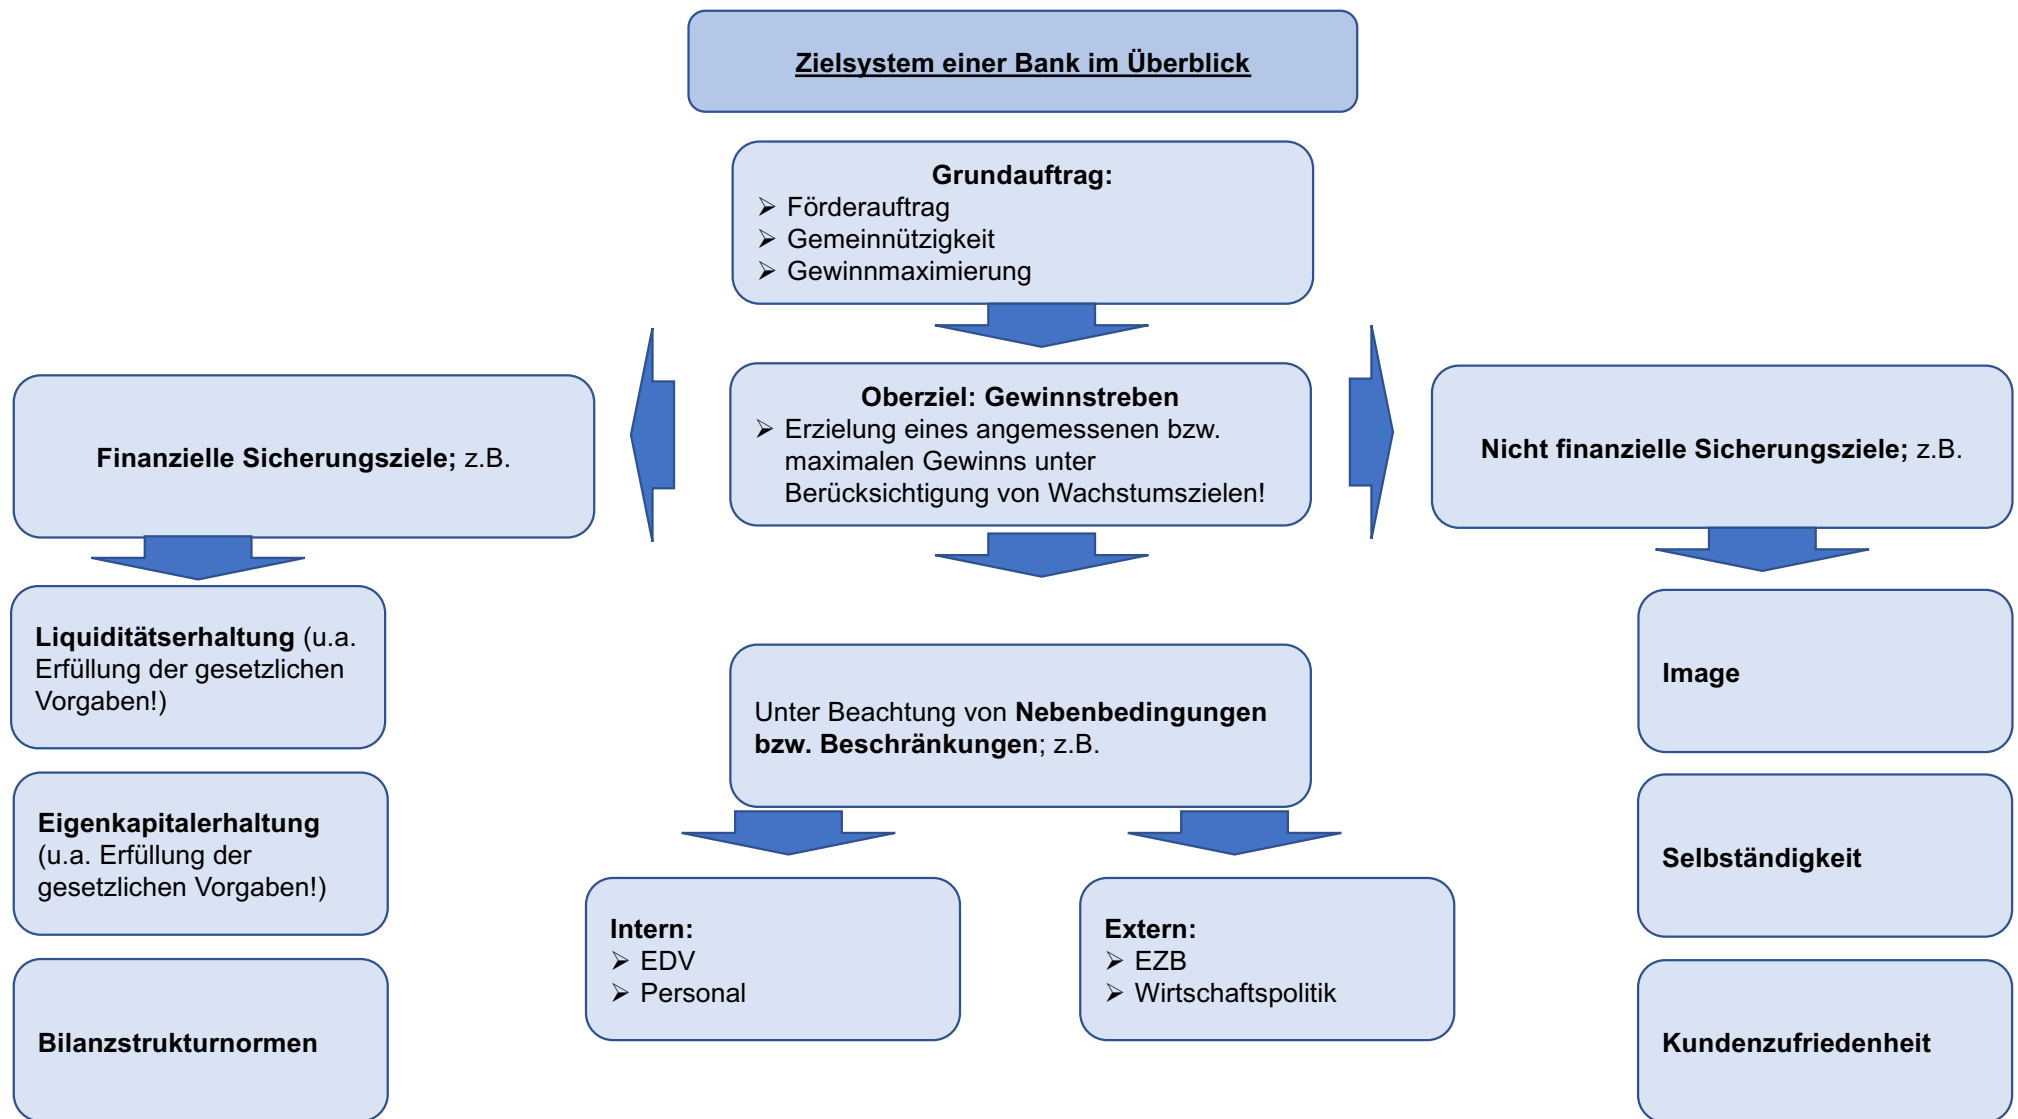 Zielsystem einer Bank im Überblick
Grundauftrag:
➢ Förderauftrag
➢ Gemeinnützigkeit
➢ Gewinnmaximierung
Finanzielle Sicherungsziele; z.B.
Oberziel: Gewinnstreben
➢ Erzielung eines angemessenen bzw.
maximalen Gewinns unter
Berücksichtigung von Wachstumszielen!
Nicht finanzielle Sicherungsziele; z.B.
Liquiditätserhaltung (u.a.
Erfüllung der gesetzlichen
Vorgaben!)
Eigenkapitalerhaltung
(u.a. Erfüllung der
gesetzlichen Vorgaben!)
Bilanzstrukturnormen
Unter Beachtung von Nebenbedingungen
bzw. Beschränkungen; z.B.
Intern:
➢ EDV
➢ Personal
Extern:
➢ EZB
➢ Wirtschaftspolitik
Image
Selbständigkeit
Kundenzufriedenheit